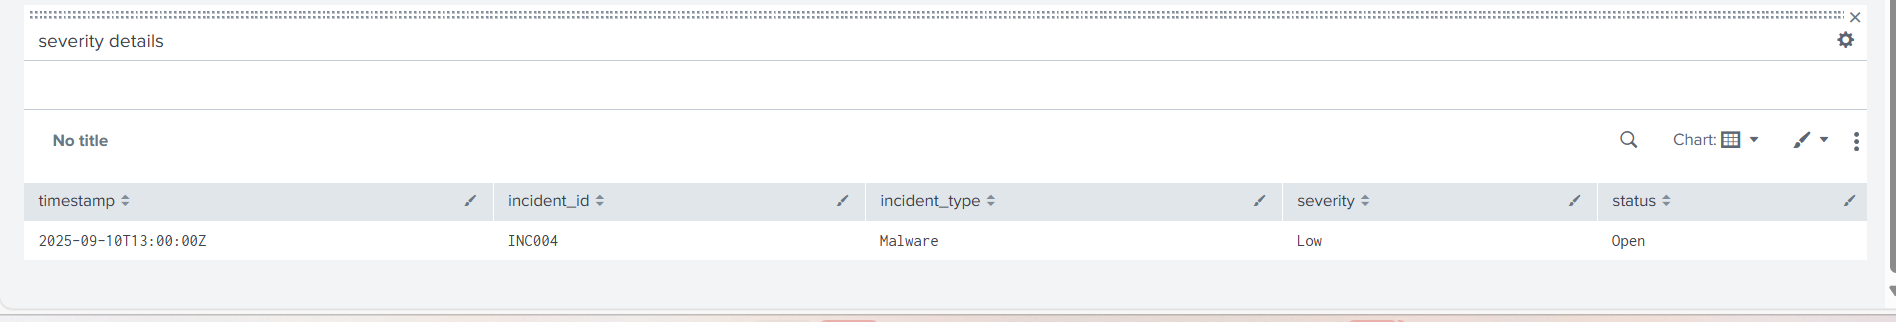 severity details
No title
Chart:
timestamp incident_id incident_type severity status
2025-09-10T13:00:00Z INC004 Malware Low Open